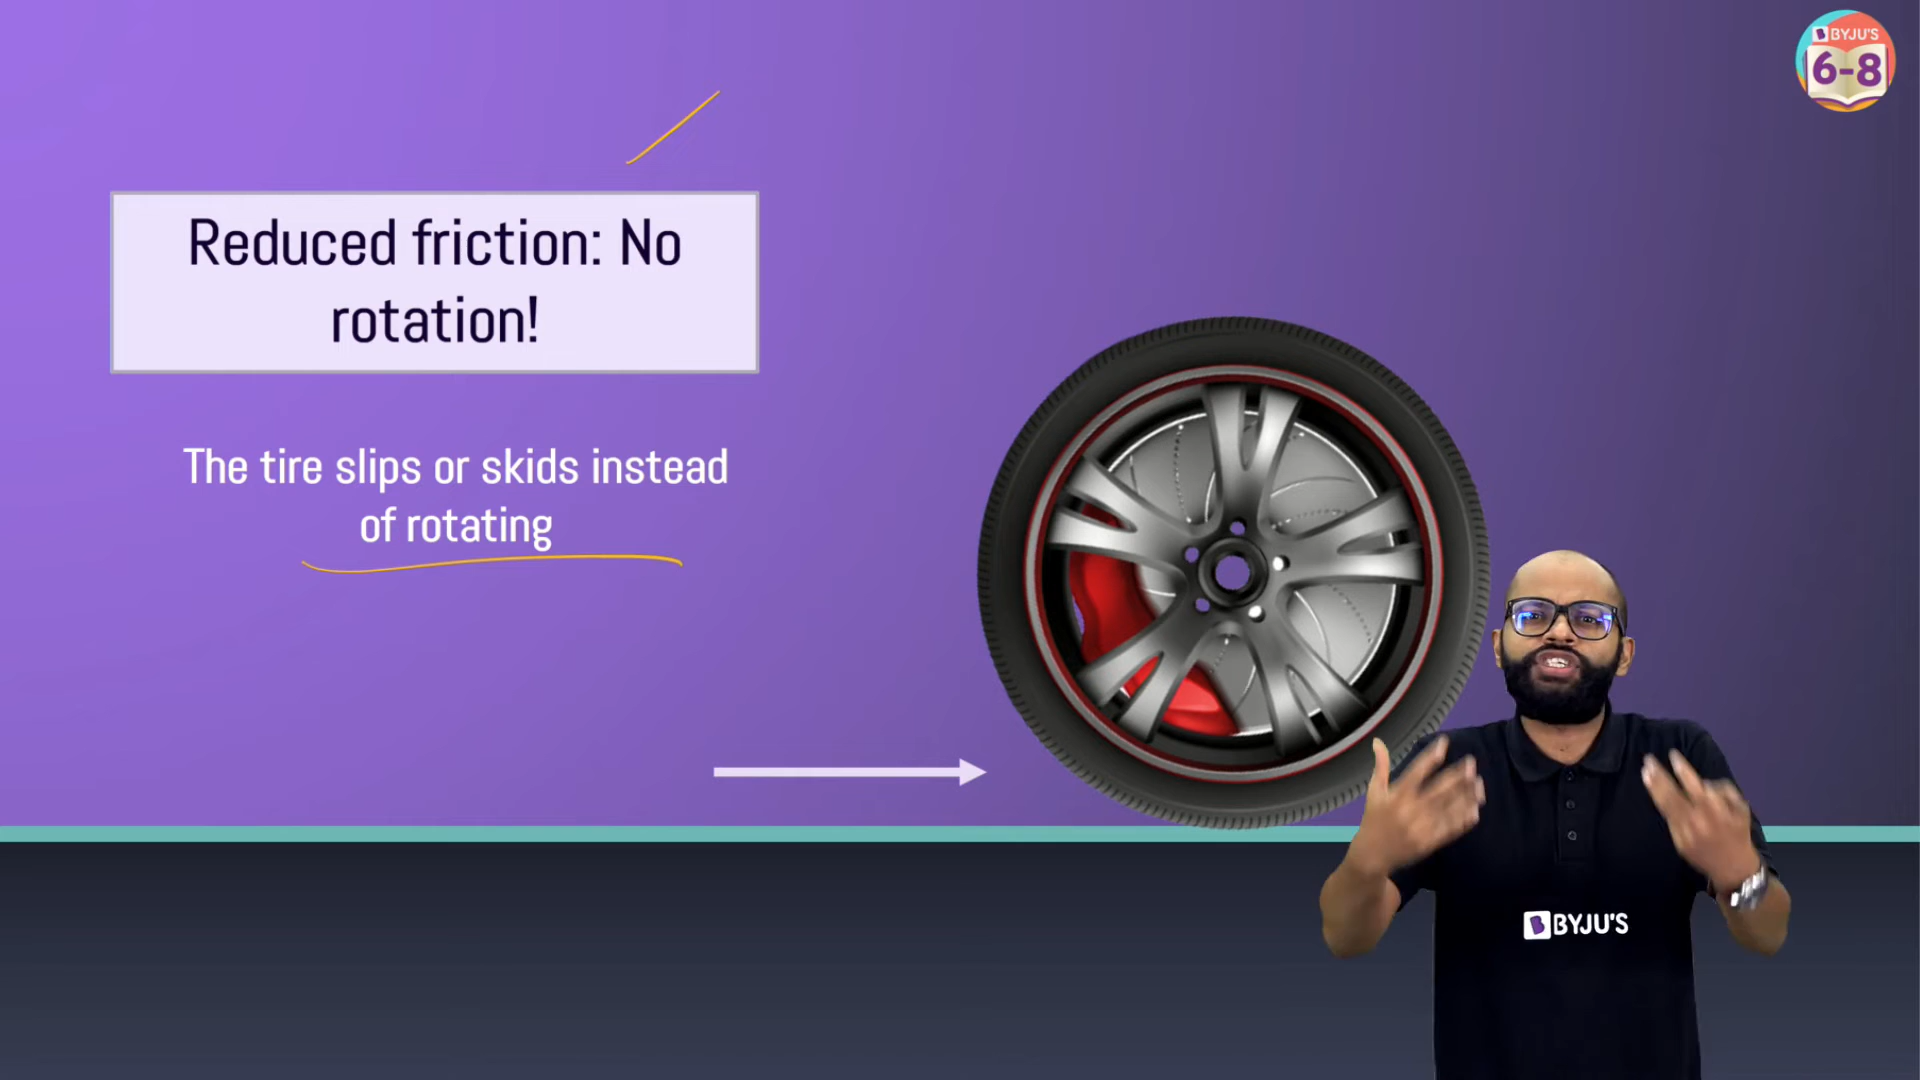 BYJU'S
6-8
Reduced friction: No
rotation!
The tire slips or skids instead
of rotating
BYJU'S